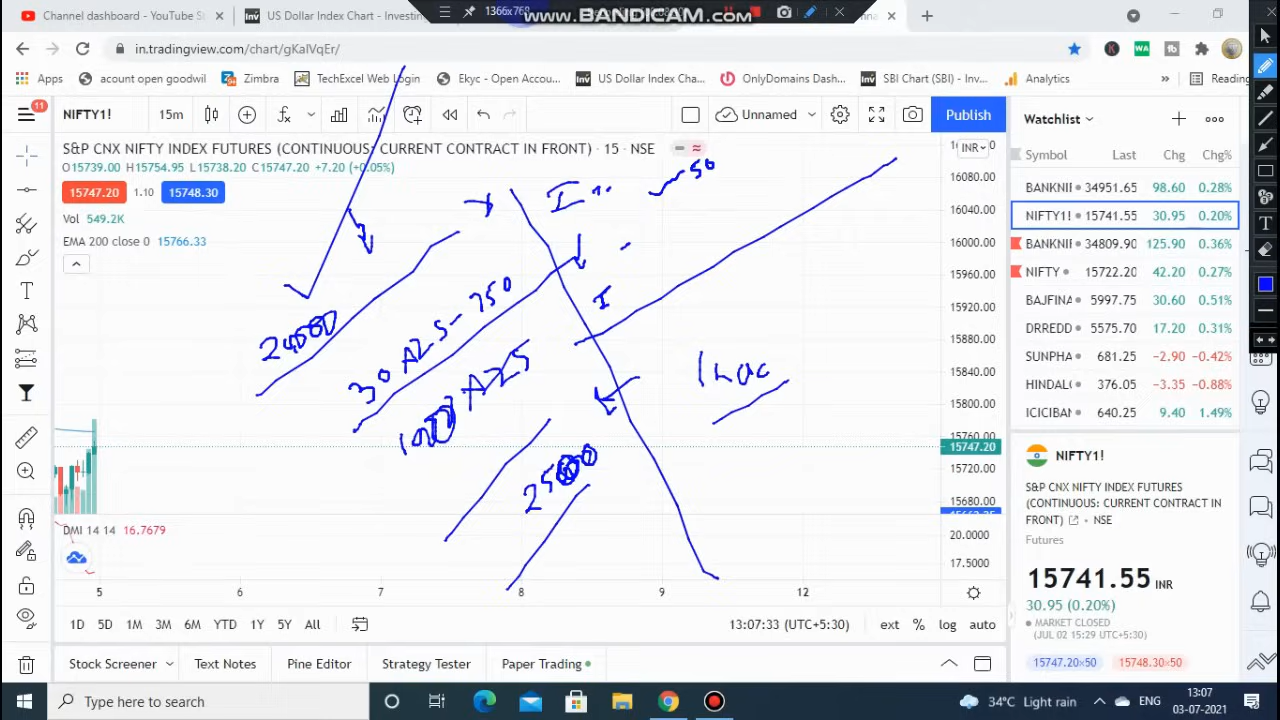 Channel dashboard - YouTube S
US Dollar Index Chart - Investing
1366x768
www.BANDICAM.com
in.tradingview.com/chart/gKalVqEr/
Apps
acount open goodwil
Zimbra
TechExcel Web Login
Ekyc - Open Accou...
US Dollar Index Cha...
OnlyDomains Dash...
SBI Chart (SBI) - Inv...
Analytics
»
Reading
11
NIFTY1!
15m
Unnamed
Publish
S&P CNX NIFTY INDEX FUTURES (CONTINUOUS: CURRENT CONTRACT IN FRONT) · 15 · NSE
O15739.00 H15754.95 L15738.20 C15747.20 +7.20 (+0.05%)
15747.20
1.10
15748.30
Vol 549.2K
EMA 200 close 0 15766.33
INR
16080.00
16040.00
16000.00
15960.00
15920.00
15880.00
15840.00
15800.00
15760.00
15747.20
15720.00
15680.00
20.0000
17.5000
50
I
24000
30 A25-750
I
1000 A25
1 Lac
25000
DMI 14 14 16.7679
5 6 7 8 9 12
1D 5D 1M 3M 6M YTD 1Y 5Y All
13:07:33 (UTC+5:30)
ext % log auto
Stock Screener
Text Notes
Pine Editor
Strategy Tester
Paper Trading
Watchlist
Symbol Last Chg Chg%
BANKNIF 34951.65 98.60 0.28%
NIFTY1! 15741.55 30.95 0.20%
BANKNIF 34809.90 125.90 0.36%
NIFTY 15722.20 42.20 0.27%
BAJFINA 5997.75 30.60 0.51%
DRREDD 5575.70 17.20 0.31%
SUNPHA 681.25 -2.90 -0.42%
HINDALC 376.05 -3.35 -0.88%
ICICIBAN 640.25 9.40 1.49%
NIFTY1!
S&P CNX NIFTY INDEX FUTURES
(CONTINUOUS: CURRENT CONTRACT IN
FRONT) · NSE
Futures
15741.55 INR
30.95 (0.20%)
MARKET CLOSED
(JUL 02 15:29 UTC+5:30)
15747.20×50
15748.30×50
Type here to search
34°C Light rain
ENG
13:07
03-07-2021